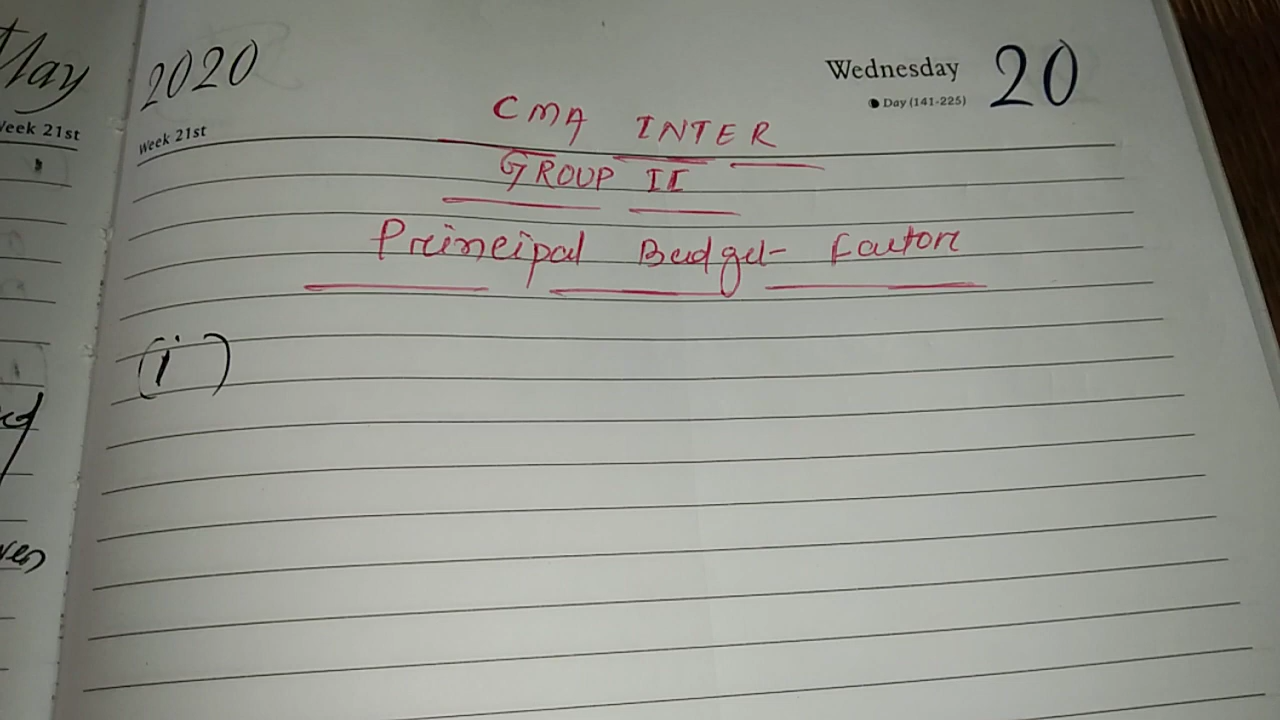 May
Week 21st
2020
Week 21st
Wednesday 20
Day (141-225)
CMA INTER
GROUP II
Principal Budget Factor
(i)